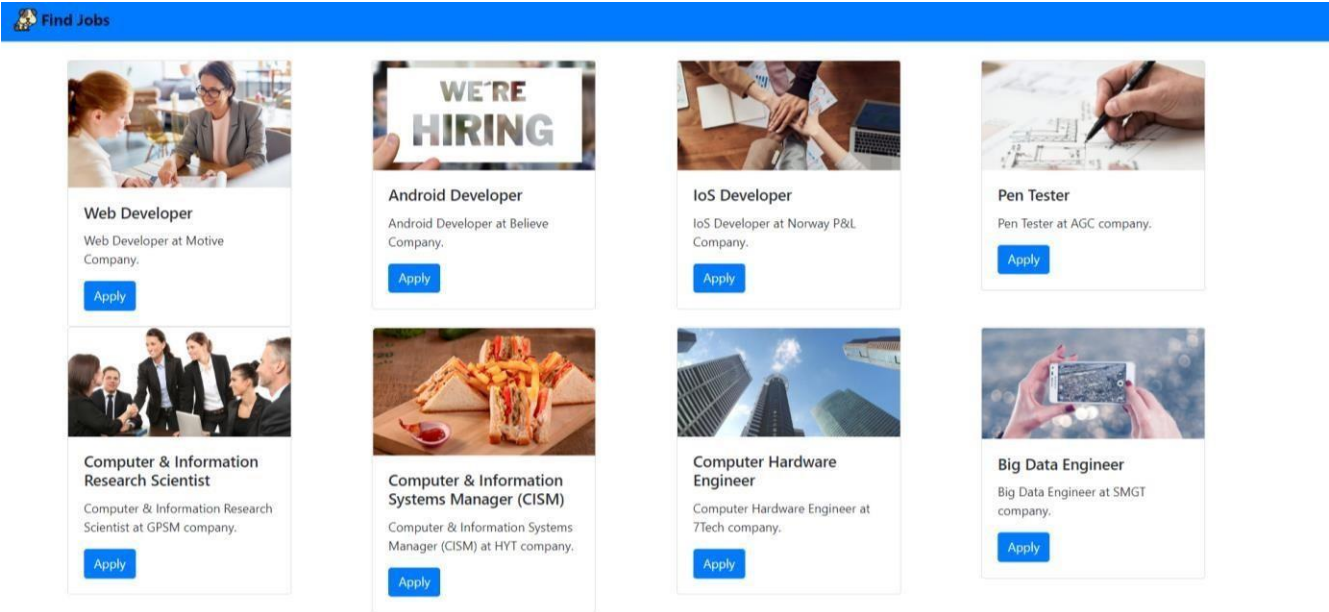 Find Jobs
WE'RE
HIRING
Web Developer
Web Developer at Motive
Company.
Apply
Android Developer
Android Developer at Believe
Company.
Apply
IoS Developer
IoS Developer at Norway P&L
Company.
Apply
Pen Tester
Pen Tester at AGC company.
Apply
Computer & Information
Research Scientist
Computer & Information Research
Scientist at GPSM company.
Apply
Computer & Information
Systems Manager (CISM)
Computer & Information Systems
Manager (CISM) at HYT company.
Apply
Computer Hardware
Engineer
Computer Hardware Engineer at
7Tech company.
Apply
Big Data Engineer
Big Data Engineer at SMGT
company.
Apply